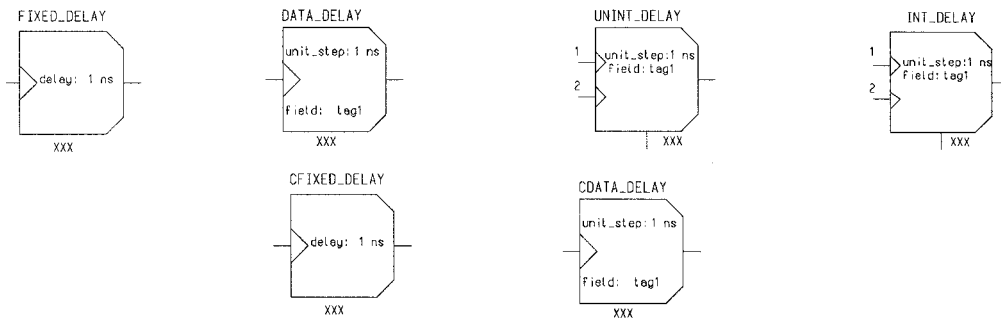 FIXED_DELAY
delay: 1 ns
XXX
DATA_DELAY
unit_step: 1 ns
field: tag1
XXX
UNINT_DELAY
1
unit_step:1 ns
field: tag1
2
XXX
INT_DELAY
1
unit_step:1 ns
field: tag1
2
XXX
CFIXED_DELAY
delay: 1 ns
XXX
CDATA_DELAY
unit_step: 1 ns
field: tag1
XXX